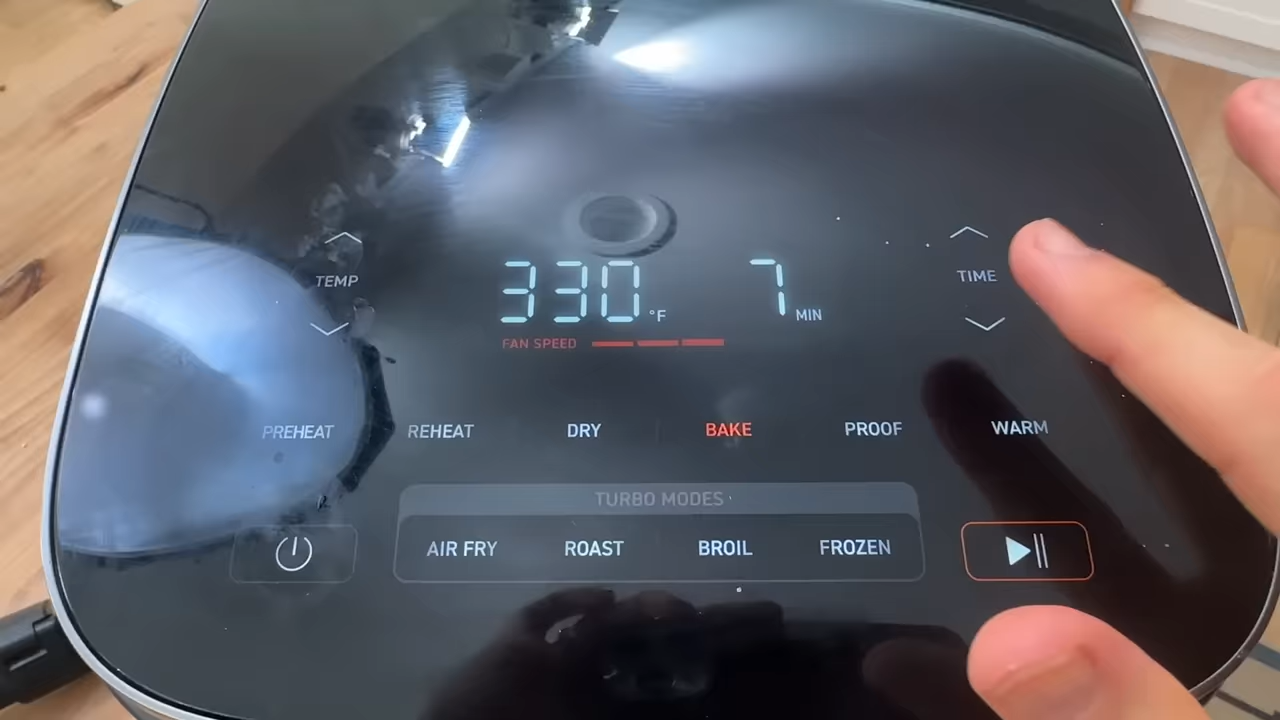 TEMP
330 °F
7 MIN
TIME
FAN SPEED
PREHEAT REHEAT DRY BAKE PROOF WARM
TURBO MODES
AIR FRY ROAST BROIL FROZEN